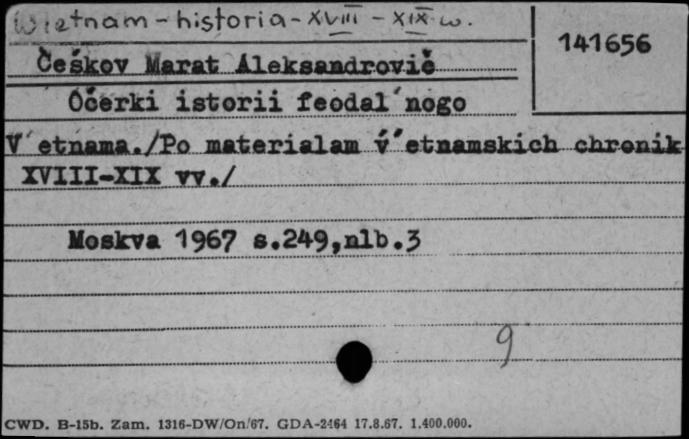 Wietnam - historia - XVIII - XIX w.
141656
Češkov Marat Aleksandrovič
Očerki istorii feodal'nogo
V'etnama./Po materialam v'etnamskich chronik
XVIII-XIX vv./
Moskva 1967 s.249,nlb.3
9
CWD. B-15b. Zam. 1316-DW/On/67. GDA-2464 17.8.67. 1.400.000.